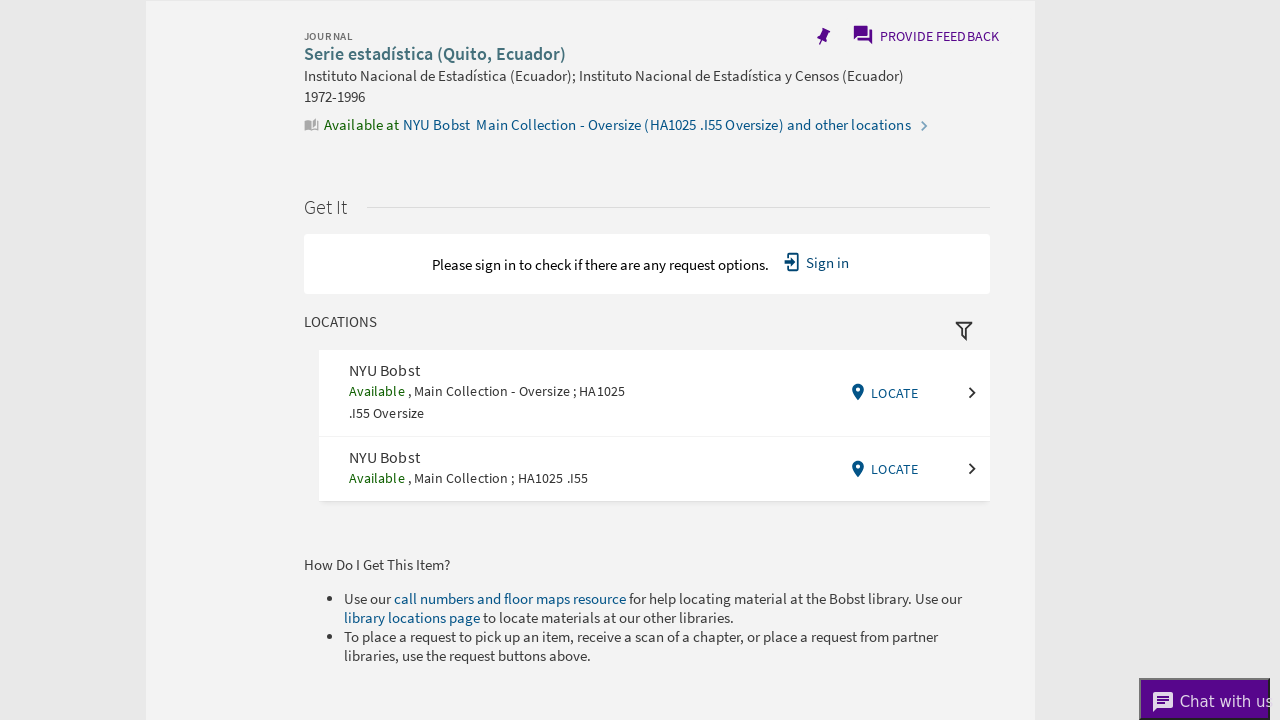 JOURNAL
PROVIDE FEEDBACK
Serie estadística (Quito, Ecuador)
Instituto Nacional de Estadística (Ecuador); Instituto Nacional de Estadística y Censos (Ecuador)
1972-1996
Available at NYU Bobst Main Collection - Oversize (HA1025 .I55 Oversize) and other locations
Get It
Please sign in to check if there are any request options. Sign in
LOCATIONS
NYU Bobst
Available , Main Collection - Oversize ; HA1025
.I55 Oversize
LOCATE
NYU Bobst
Available , Main Collection ; HA1025 .I55
LOCATE
How Do I Get This Item?
Use our call numbers and floor maps resource for help locating material at the Bobst library. Use our
library locations page to locate materials at our other libraries.
To place a request to pick up an item, receive a scan of a chapter, or place a request from partner
libraries, use the request buttons above.
Chat with us